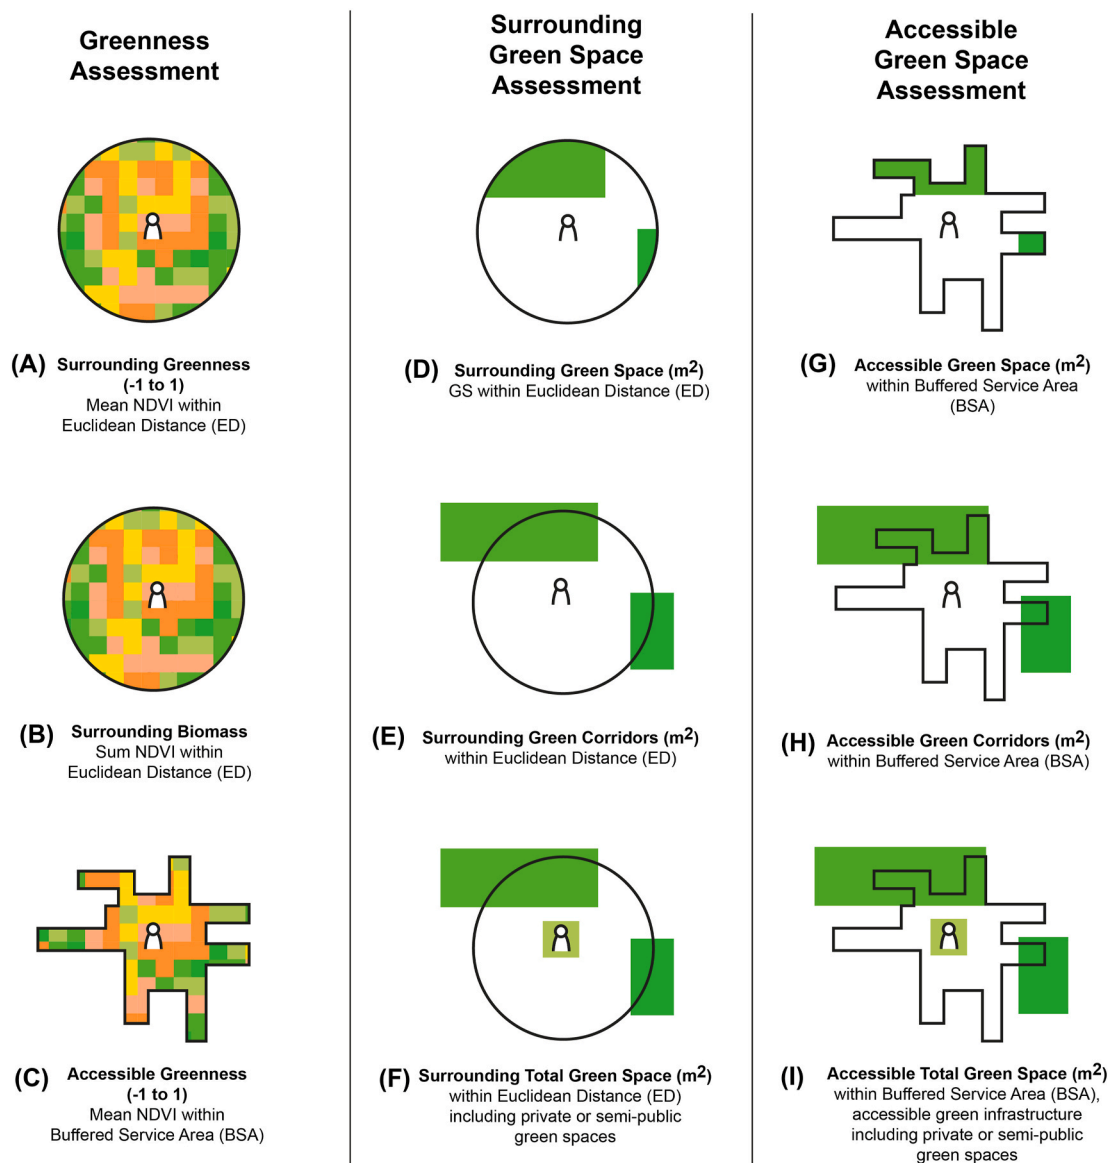 Greenness
Assessment
(A) Surrounding Greenness
(-1 to 1)
Mean NDVI within
Euclidean Distance (ED)
(B) Surrounding Biomass
Sum NDVI within
Euclidean Distance (ED)
(C) Accessible Greenness
(-1 to 1)
Mean NDVI within
Buffered Service Area (BSA)
Surrounding
Green Space
Assessment
(D) Surrounding Green Space (m²)
GS within Euclidean Distance (ED)
(E) Surrounding Green Corridors (m²)
within Euclidean Distance (ED)
(F) Surrounding Total Green Space (m²)
within Euclidean Distance (ED)
including private or semi-public
green spaces
Accessible
Green Space
Assessment
(G) Accessible Green Space (m²)
within Buffered Service Area
(BSA)
(H) Accessible Green Corridors (m²)
within Buffered Service Area (BSA)
(I) Accessible Total Green Space (m²)
within Buffered Service Area (BSA),
accessible green infrastructure
including private or semi-public
green spaces